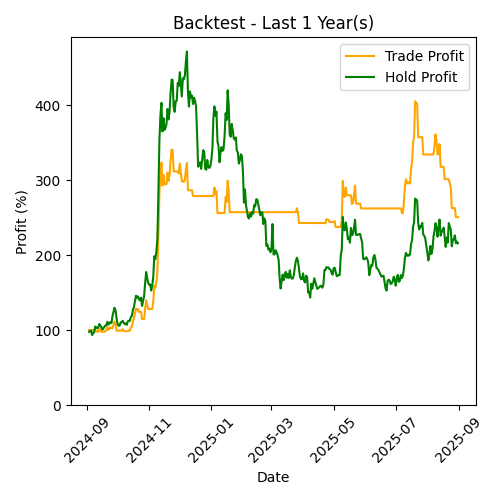 Backtest - Last 1 Year(s)
Trade Profit
Hold Profit
Profit (%)
400
300
200
100
0
2024-09
2024-11
2025-01
2025-03
2025-05
2025-07
2025-09
Date